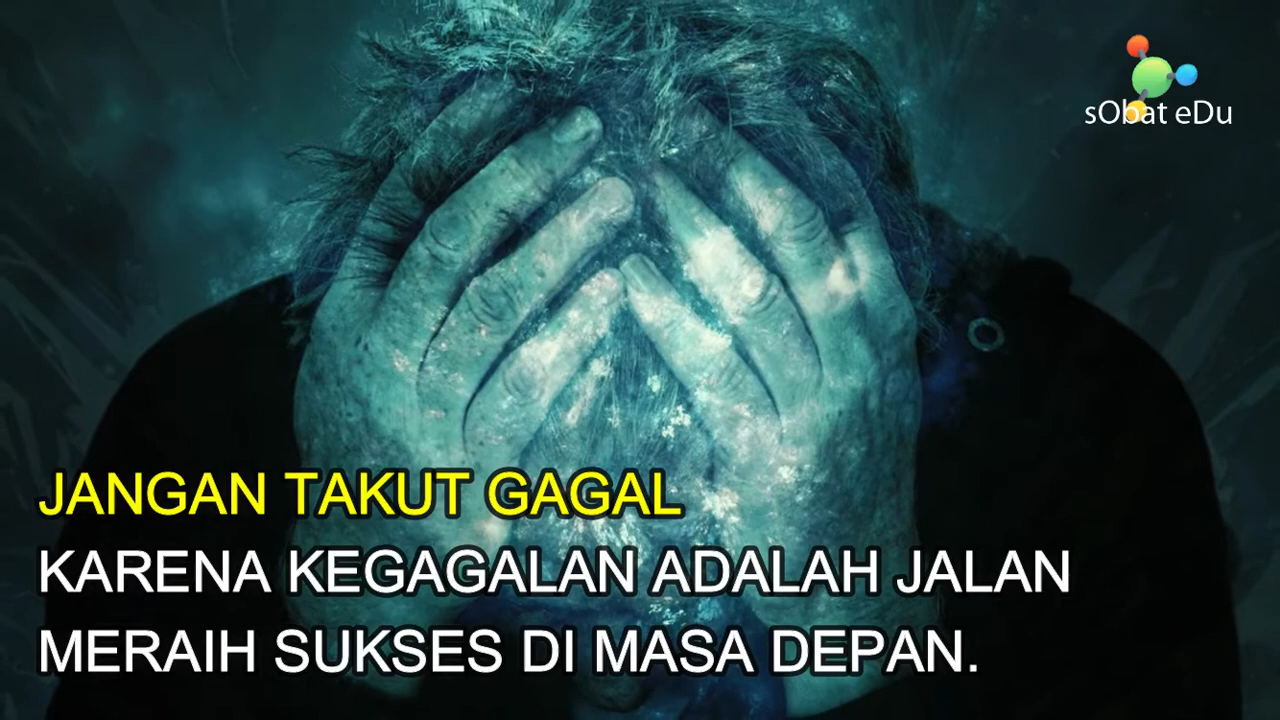 sObat eDu
JANGAN TAKUT GAGAL
KARENA KEGAGALAN ADALAH JALAN
MERAIH SUKSES DI MASA DEPAN.